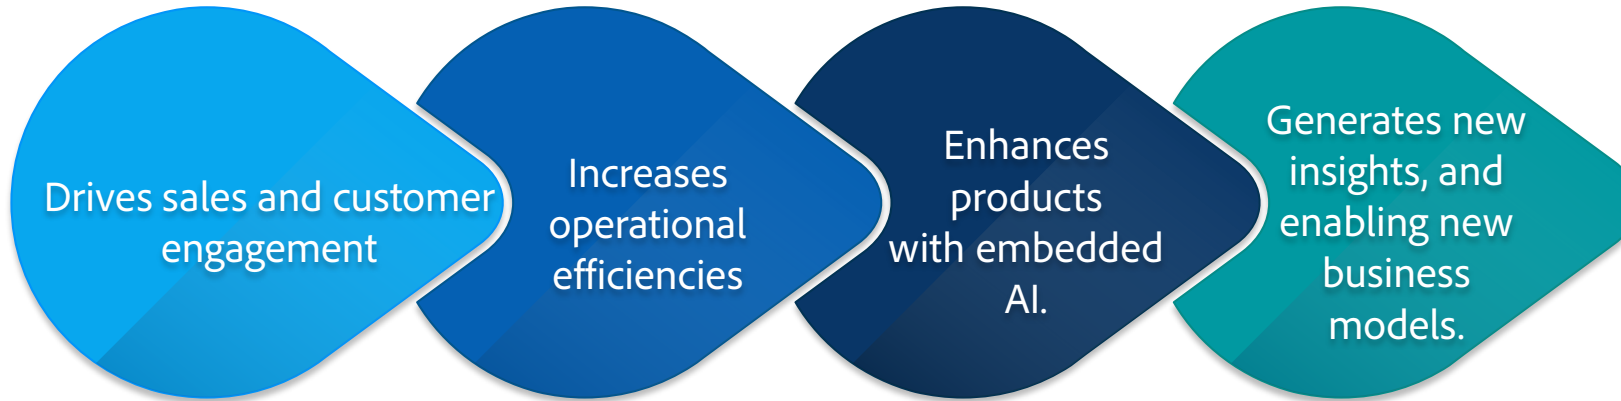 Drives sales and customer
engagement
Increases
operational
efficiencies
Enhances
products
with embedded
AI.
Generates new
insights, and
enabling new
business
models.